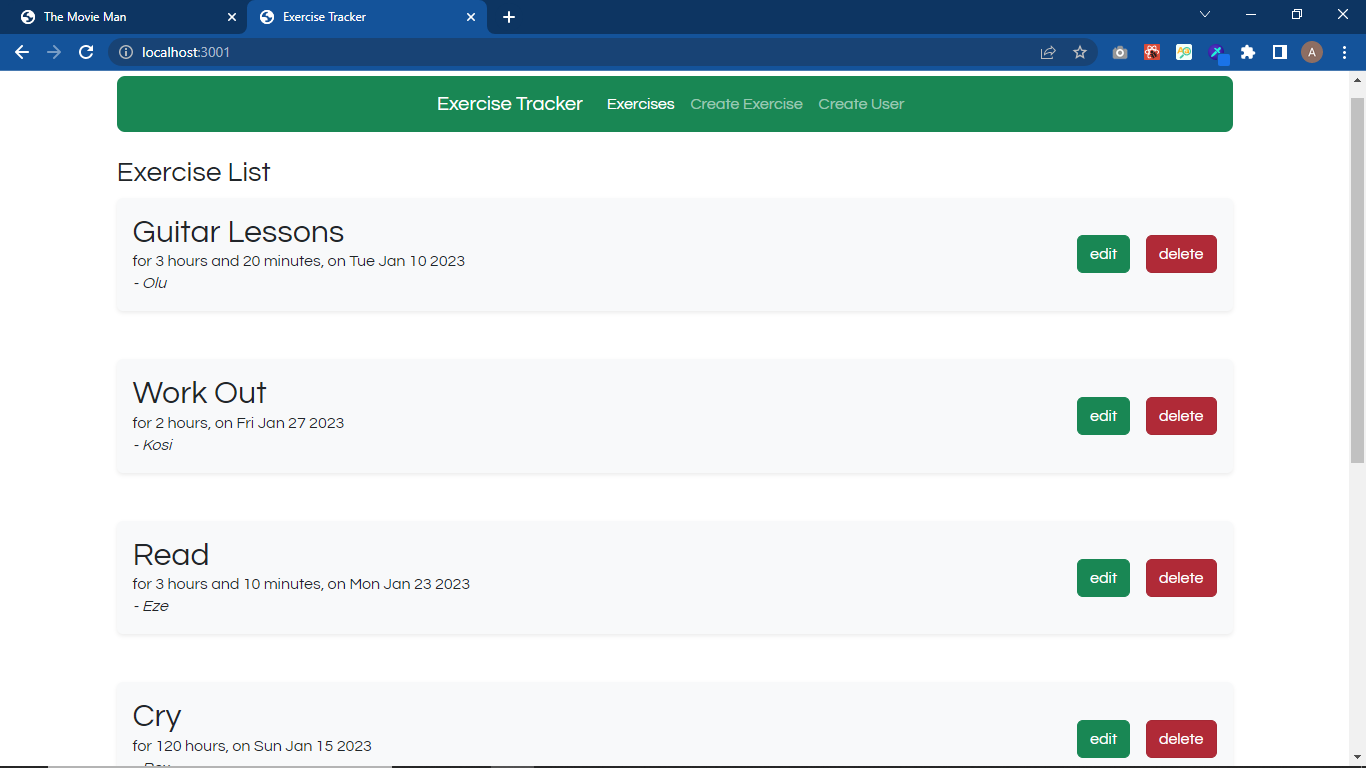 The Movie Man
Exercise Tracker
localhost:3001
A
Exercise Tracker Exercises Create Exercise Create User
Exercise List
Guitar Lessons
for 3 hours and 20 minutes, on Tue Jan 10 2023
- Olu
edit delete
Work Out
for 2 hours, on Fri Jan 27 2023
- Kosi
edit delete
Read
for 3 hours and 10 minutes, on Mon Jan 23 2023
- Eze
edit delete
Cry
for 120 hours, on Sun Jan 15 2023
edit delete